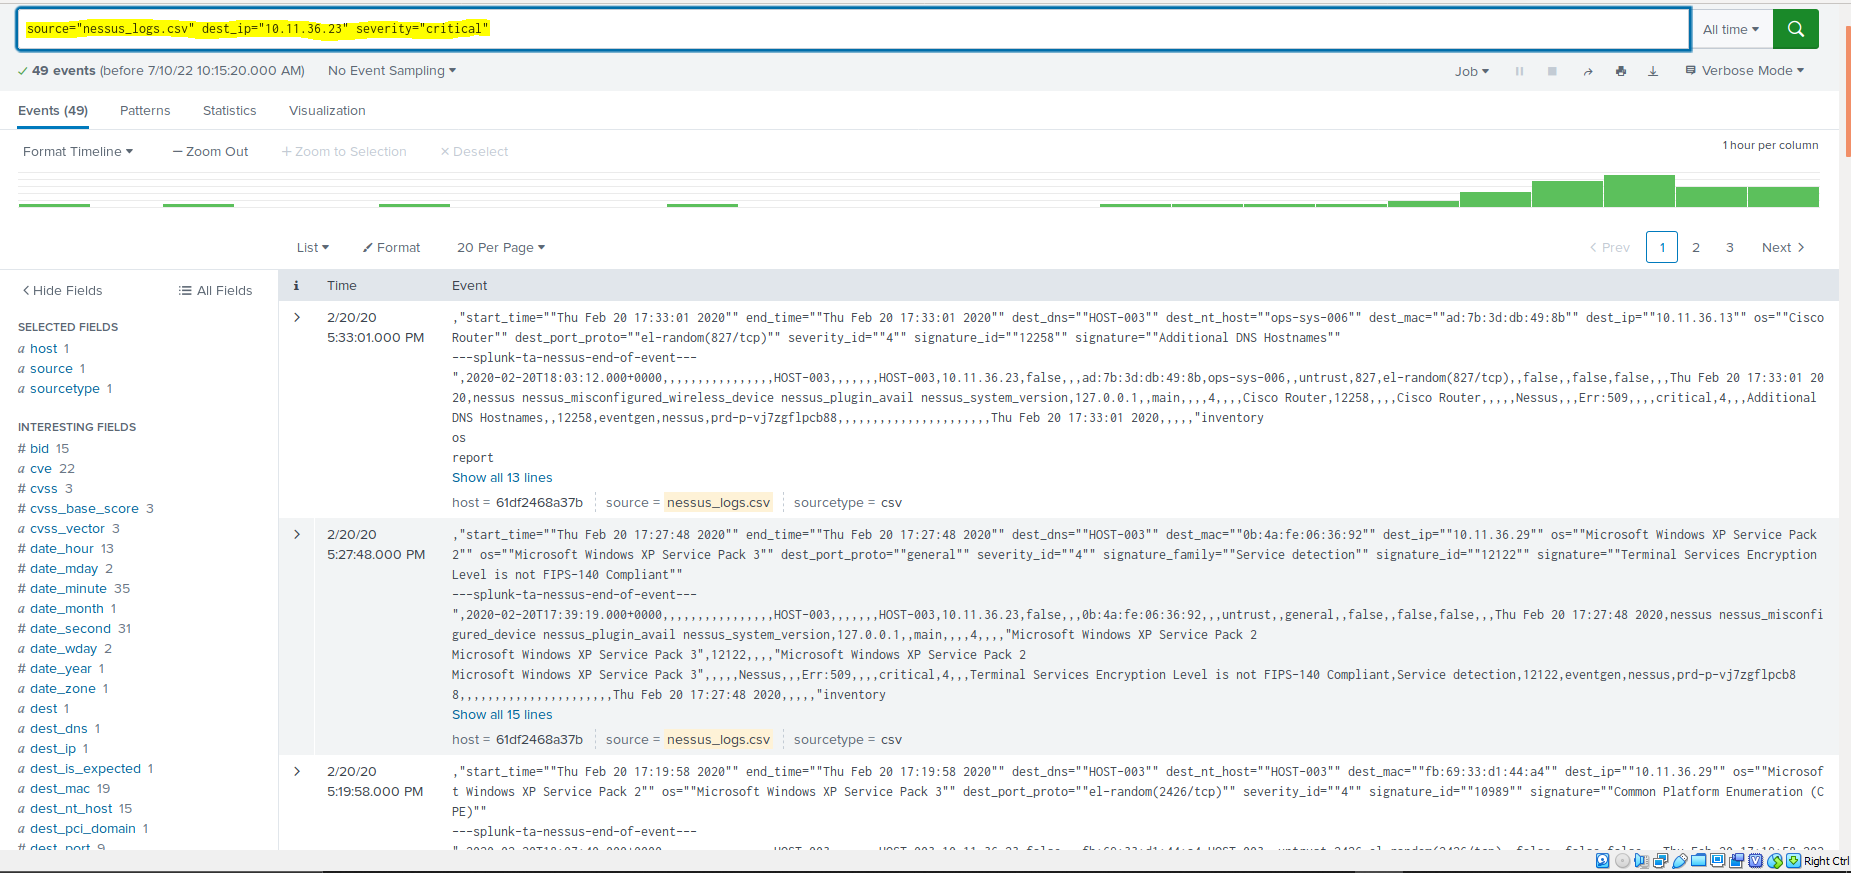 source="nessus_logs.csv" dest_ip="10.11.36.23" severity="critical"
All time
49 events (before 7/10/22 10:15:20.000 AM) No Event Sampling
Job Verbose Mode
Events (49) Patterns Statistics Visualization
Format Timeline — Zoom Out + Zoom to Selection × Deselect
1 hour per column
List Format 20 Per Page
< Prev 1 2 3 Next >
< Hide Fields All Fields
i Time Event
SELECTED FIELDS
a host 1
a source 1
a sourcetype 1
INTERESTING FIELDS
# bid 15
a cve 22
# cvss 3
# cvss_base_score 3
a cvss_vector 3
# date_hour 13
# date_mday 2
# date_minute 35
a date_month 1
# date_second 31
a date_wday 2
# date_year 1
a date_zone 1
a dest 1
a dest_dns 1
a dest_ip 1
a dest_is_expected 1
a dest_mac 19
a dest_nt_host 15
a dest_pci_domain 1
# dest_port 9
2/20/20
5:33:01.000 PM
,"start_time=""Thu Feb 20 17:33:01 2020"" end_time=""Thu Feb 20 17:33:01 2020"" dest_dns=""HOST-003"" dest_nt_host=""ops-sys-006"" dest_mac=""ad:7b:3d:db:49:8b"" dest_ip=""10.11.36.13"" os=""Cisco
Router"" dest_port_proto=""el-random(827/tcp)"" severity_id=""4"" signature_id=""12258"" signature=""Additional DNS Hostnames""
---splunk-ta-nessus-end-of-event---
",2020-02-20T18:03:12.000+0000,,,,,,,,,,,,,,,,HOST-003,,,,,,,HOST-003,10.11.36.23,false,,,ad:7b:3d:db:49:8b,ops-sys-006,,untrust,827,el-random(827/tcp),,false,,false,false,,,Thu Feb 20 17:33:01 20
20,nessus nessus_misconfigured_wireless_device nessus_plugin_avail nessus_system_version,127.0.0.1,,main,,,,4,,,,Cisco Router,12258,,,,Cisco Router,,,,,Nessus,,,Err:509,,,,critical,4,,,Additional
DNS Hostnames,,12258,eventgen,nessus,prd-p-vj7zgflpcb88,,,,,,,,,,,,,,,,,,,,,,Thu Feb 20 17:33:01 2020,,,,,"inventory
os
report
Show all 13 lines
host = 61df2468a37b source = nessus_logs.csv sourcetype = csv
2/20/20
5:27:48.000 PM
,"start_time=""Thu Feb 20 17:27:48 2020"" end_time=""Thu Feb 20 17:27:48 2020"" dest_dns=""HOST-003"" dest_mac=""0b:4a:fe:06:36:92"" dest_ip=""10.11.36.29"" os=""Microsoft Windows XP Service Pack
2"" os=""Microsoft Windows XP Service Pack 3"" dest_port_proto=""general"" severity_id=""4"" signature_family=""Service detection"" signature_id=""12122"" signature=""Terminal Services Encryption
Level is not FIPS-140 Compliant""
---splunk-ta-nessus-end-of-event---
",2020-02-20T17:39:19.000+0000,,,,,,,,,,,,,,,,HOST-003,,,,,,,HOST-003,10.11.36.23,false,,,0b:4a:fe:06:36:92,,,untrust,,general,,false,,false,false,,,Thu Feb 20 17:27:48 2020,nessus nessus_misconfi
gured_device nessus_plugin_avail nessus_system_version,127.0.0.1,,main,,,,4,,,,"Microsoft Windows XP Service Pack 2
Microsoft Windows XP Service Pack 3",12122,,,,"Microsoft Windows XP Service Pack 2
Microsoft Windows XP Service Pack 3",,,,,Nessus,,,Err:509,,,,critical,4,,,Terminal Services Encryption Level is not FIPS-140 Compliant,Service detection,12122,eventgen,nessus,prd-p-vj7zgflpcb8
8,,,,,,,,,,,,,,,,,,,,,,Thu Feb 20 17:27:48 2020,,,,,"inventory
Show all 15 lines
host = 61df2468a37b source = nessus_logs.csv sourcetype = csv
2/20/20
5:19:58.000 PM
,"start_time=""Thu Feb 20 17:19:58 2020"" end_time=""Thu Feb 20 17:19:58 2020"" dest_dns=""HOST-003"" dest_nt_host=""HOST-003"" dest_mac=""fb:69:33:d1:44:a4"" dest_ip=""10.11.36.29"" os=""Microsof
t Windows XP Service Pack 2"" os=""Microsoft Windows XP Service Pack 3"" dest_port_proto=""el-random(2426/tcp)"" severity_id=""4"" signature_id=""10989"" signature=""Common Platform Enumeration (C
PE)""
---splunk-ta-nessus-end-of-event---
Right Ctrl